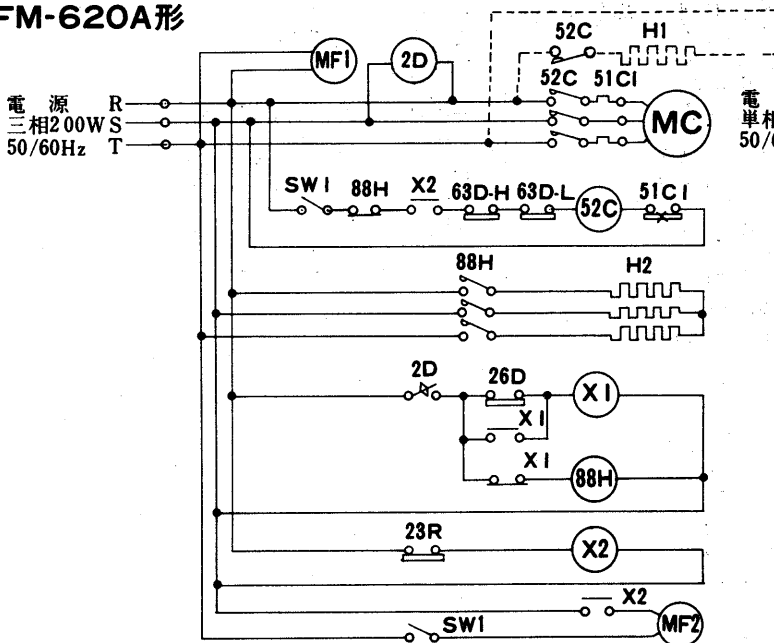 FM-620A形
52C H1
MF1 2D
52C 51C1
電 源 R
三相200W S
50/60Hz T
MC
電
単相
50/6
SW1 88H X2 63D-H 63D-L 52C 51C1
88H H2
2D 26D X1
X1
X1
88H
23R X2
X2
SW1 MF2